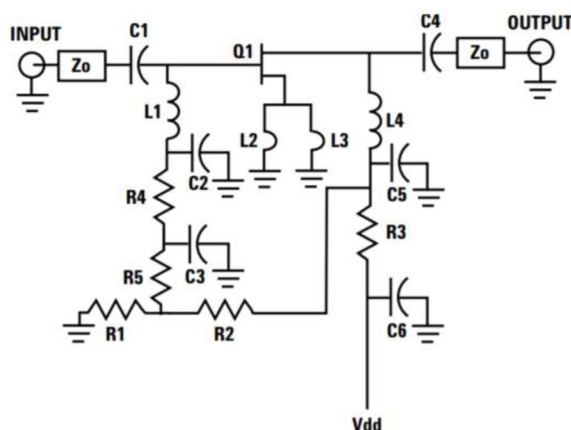 INPUT
Zo
C1
Q1
C4
Zo
OUTPUT
L1
L2
L3
L4
C2
C5
R4
R3
C3
R5
R1
R2
C6
Vdd